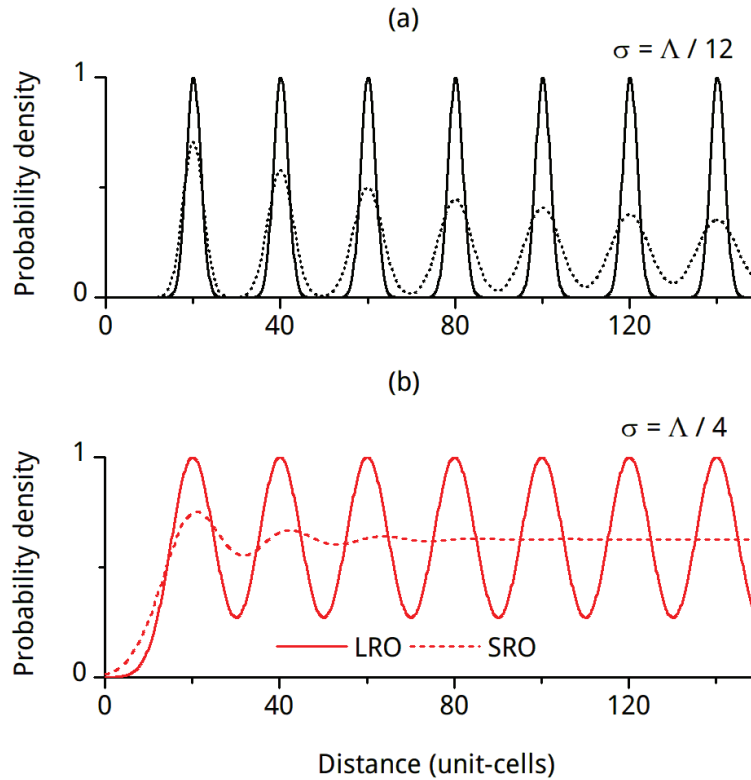 (a)
σ = Λ / 12
Probability density
1
0
0 40 80 120
(b)
σ = Λ / 4
Probability density
1
0
LRO SRO
0 40 80 120
Distance (unit-cells)